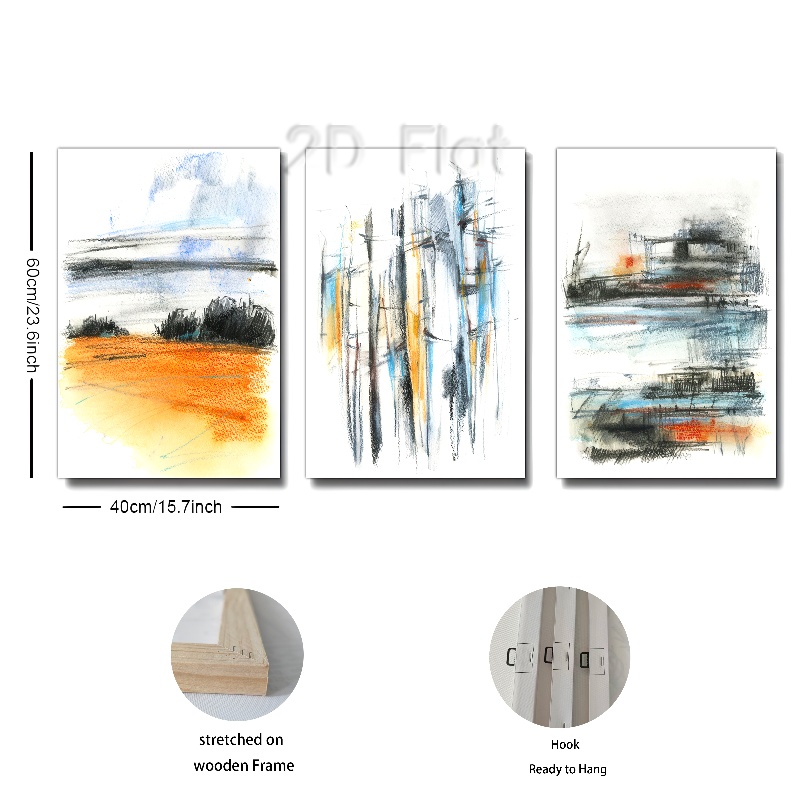 2D Flat
60cm/23.6inch
40cm/15.7inch
stretched on
wooden Frame
Hook
Ready to Hang